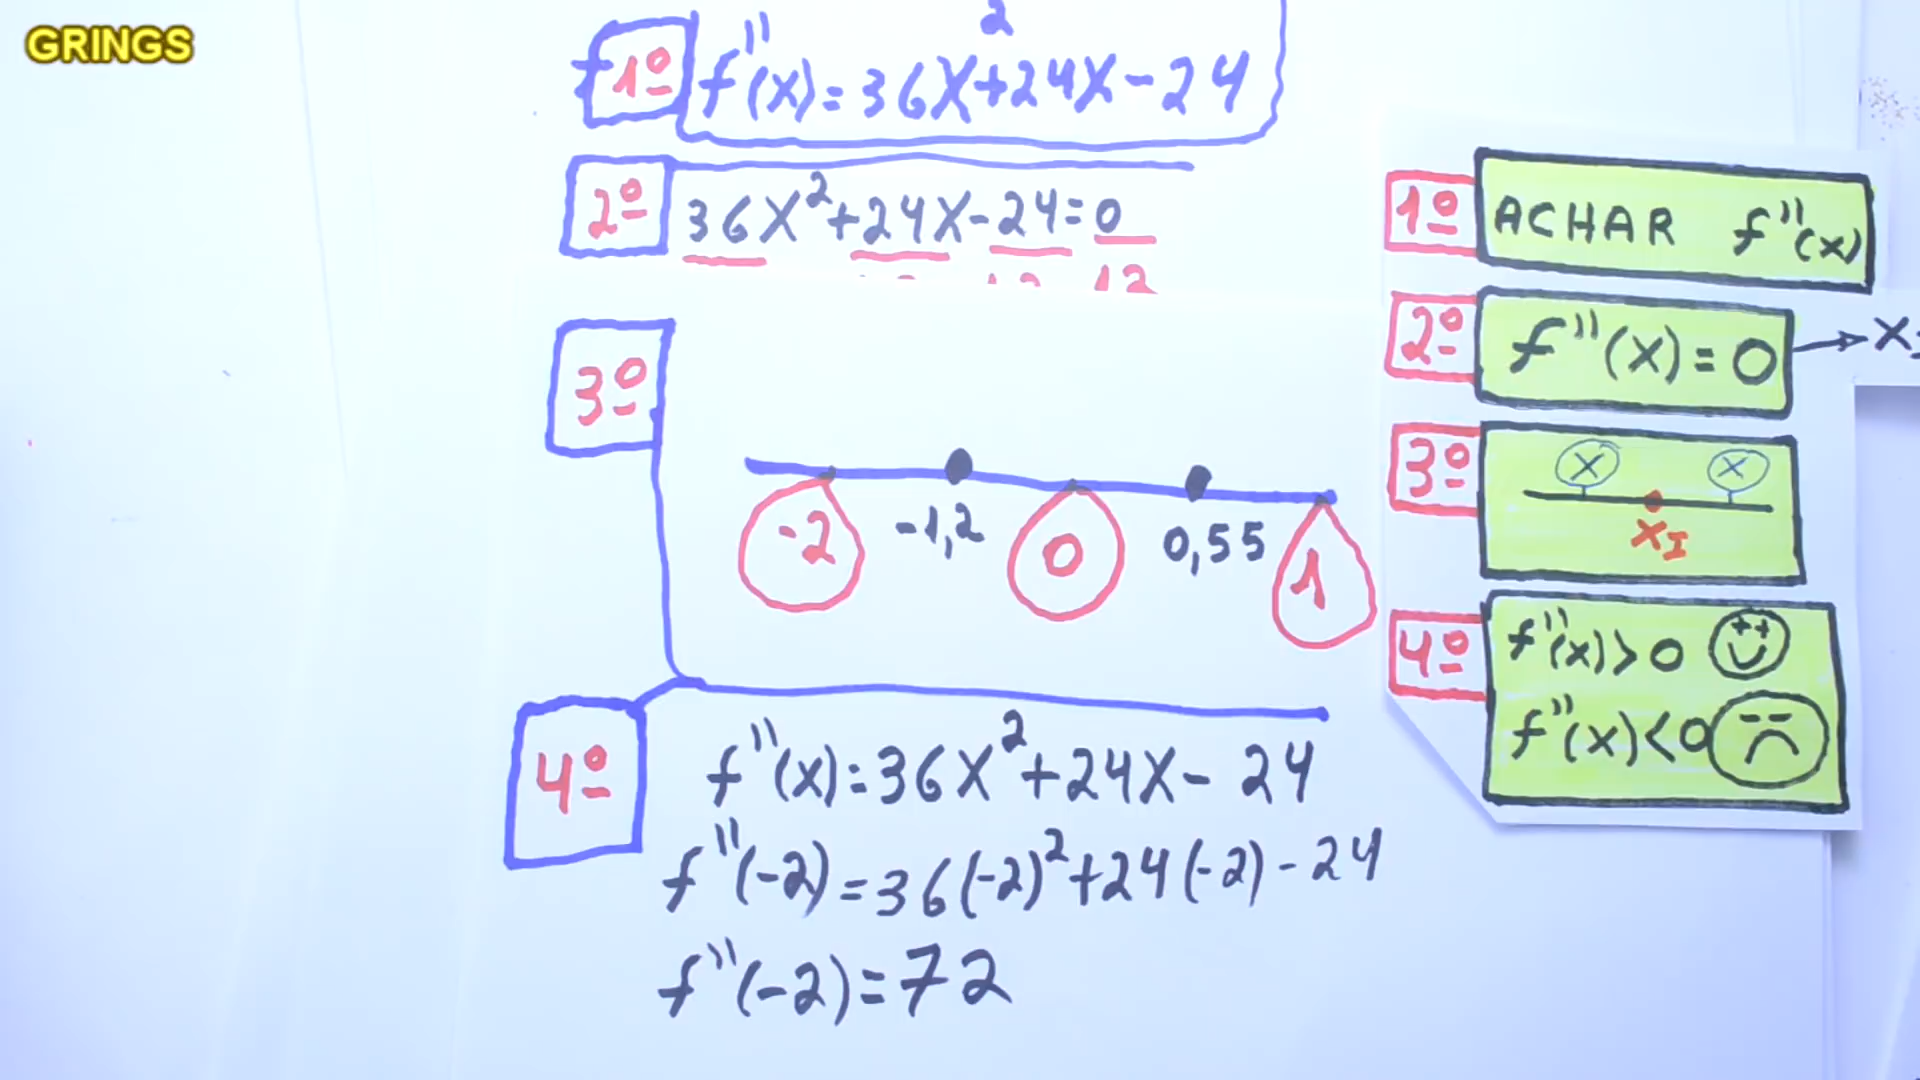 GRINGS
1º f''(x)=36X²+24X-24
2º 36X²+24X-24=0
12
3º
-2 -1,2 0 0,55 1
4º f''(x)=36X²+24X-24
f''(-2)=36(-2)²+24(-2)-24
f''(-2)=72
1º ACHAR f''(x)
2º f''(x)=0 → X
3º X X
XI
4º f''(x)>0 ++
f''(x)<0 --